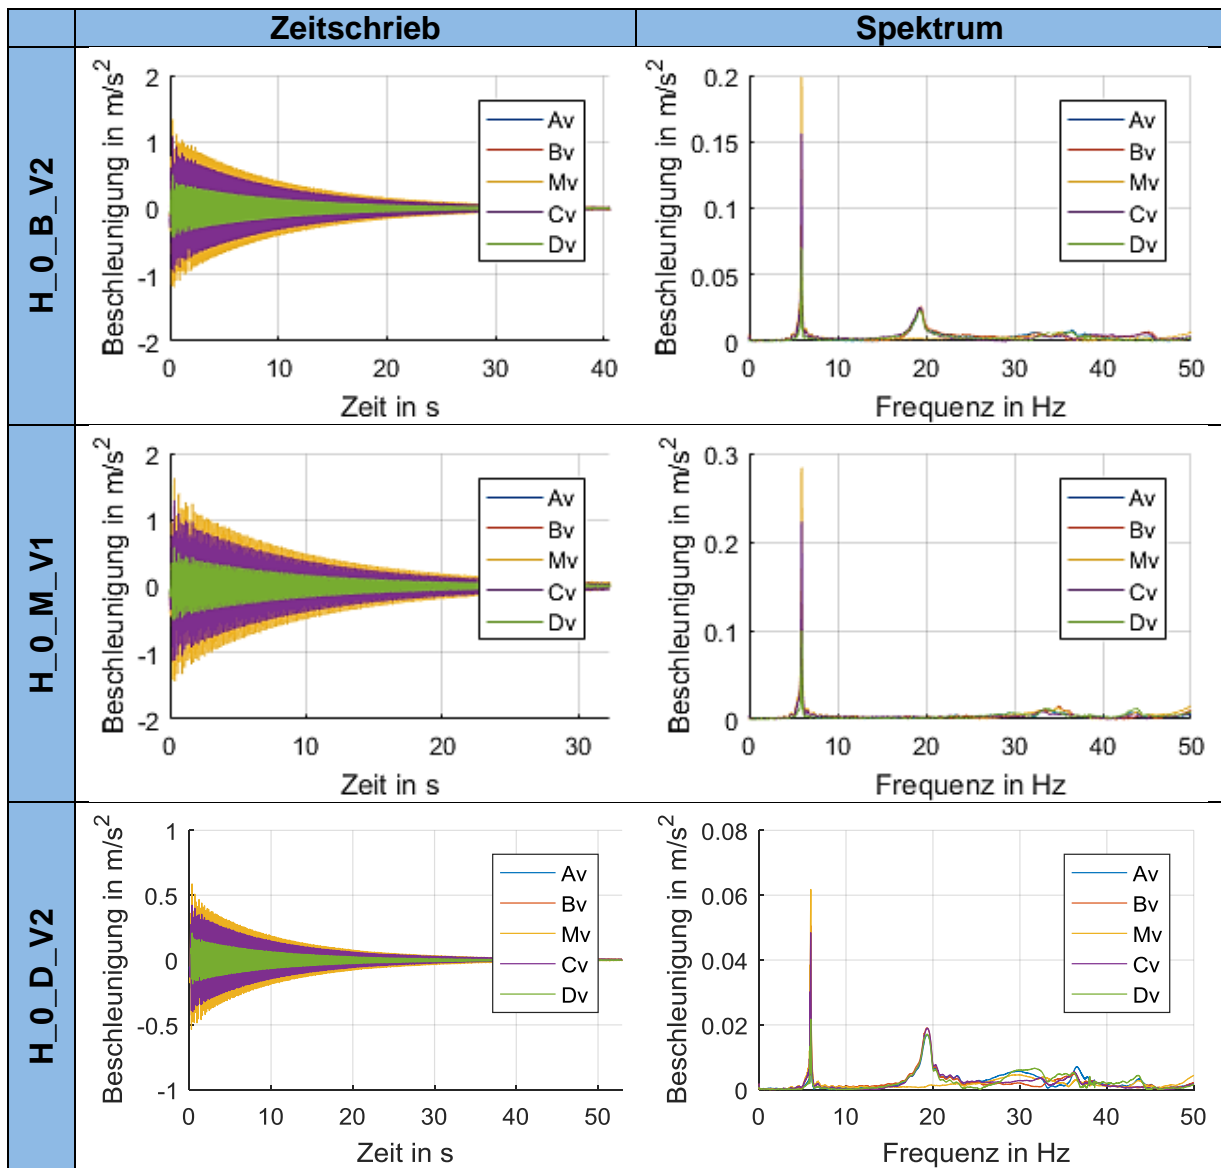 Zeitschrieb
Spektrum
H_0_B_V2
Beschleunigung in m/s²
2
1
0
-1
-2
0
10
20
30
40
Zeit in s
Av
Bv
Mv
Cv
Dv
Beschleunigung in m/s²
0.2
0.15
0.1
0.05
0
0
10
20
30
40
50
Frequenz in Hz
Av
Bv
Mv
Cv
Dv
H_0_M_V1
Beschleunigung in m/s²
2
1
0
-1
-2
0
10
20
30
Zeit in s
Av
Bv
Mv
Cv
Dv
Beschleunigung in m/s²
0.3
0.2
0.1
0
0
10
20
30
40
50
Frequenz in Hz
Av
Bv
Mv
Cv
Dv
H_0_D_V2
Beschleunigung in m/s²
1
0.5
0
-0.5
-1
0
10
20
30
40
50
Zeit in s
Av
Bv
Mv
Cv
Dv
Beschleunigung in m/s²
0.08
0.06
0.04
0.02
0
0
10
20
30
40
50
Frequenz in Hz
Av
Bv
Mv
Cv
Dv